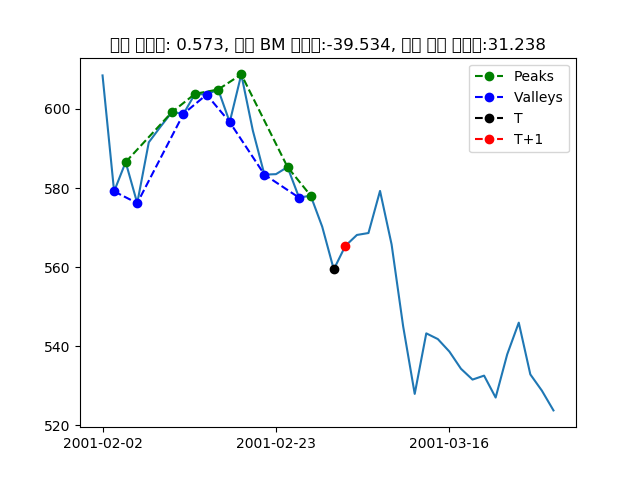 : 0.573, BM :-39.534, :31.238
Peaks
Valleys
T
T+1
600
580
560
540
520
2001-02-02
2001-02-23
2001-03-16